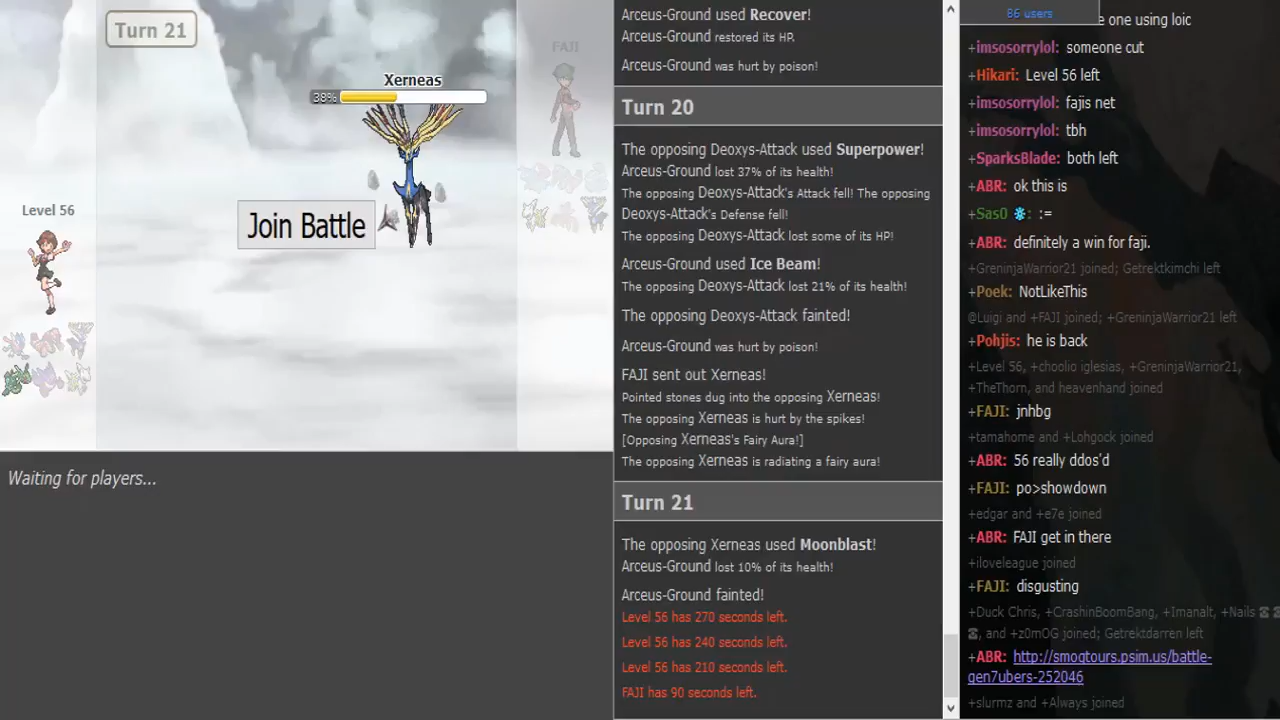 Turn 21
FAJI
Xerneas
38%
Level 56
Join Battle
Waiting for players...
Arceus-Ground used Recover!
Arceus-Ground restored its HP.
Arceus-Ground was hurt by poison!
Turn 20
The opposing Deoxys-Attack used Superpower!
Arceus-Ground lost 37% of its health!
The opposing Deoxys-Attack's Attack fell! The opposing
Deoxys-Attack's Defense fell!
The opposing Deoxys-Attack lost some of its HP!
Arceus-Ground used Ice Beam!
The opposing Deoxys-Attack lost 21% of its health!
The opposing Deoxys-Attack fainted!
Arceus-Ground was hurt by poison!
FAJI sent out Xerneas!
Pointed stones dug into the opposing Xerneas!
The opposing Xerneas is hurt by the spikes!
[Opposing Xerneas's Fairy Aura!]
The opposing Xerneas is radiating a fairy aura!
Turn 21
The opposing Xerneas used Moonblast!
Arceus-Ground lost 10% of its health!
Arceus-Ground fainted!
Level 56 has 270 seconds left.
Level 56 has 240 seconds left.
Level 56 has 210 seconds left.
FAJI has 90 seconds left.
86 users
e one using loic
+imsosorrylol: someone cut
+Hikari: Level 56 left
+imsosorrylol: fajis net
+imsosorrylol: tbh
+SparksBlade: both left
+ABR: ok this is
+SasO ❄: :=
+ABR: definitely a win for faji.
+GreninjaWarrior21 joined; Getrektkimchi left
+Poek: NotLikeThis
@Luigi and +FAJI joined; +GreninjaWarrior21 left
+Pohjis: he is back
+Level 56, +choolio iglesias, +GreninjaWarrior21,
+TheThorn, and heavenhand joined
+FAJI: jnhbg
+tamahome and +Lohgock joined
+ABR: 56 really ddos'd
+FAJI: po>showdown
+edgar and +e7e joined
+ABR: FAJI get in there
+iloveleague joined
+FAJI: disgusting
+Duck Chris, +CrashinBoomBang, +Imanalt, +Nails ☎ ☎
☎, and +z0mOG joined; Getrektdarren left
+ABR: http://smogtours.psim.us/battle-
gen7ubers-252046
+slurmz and +Always joined